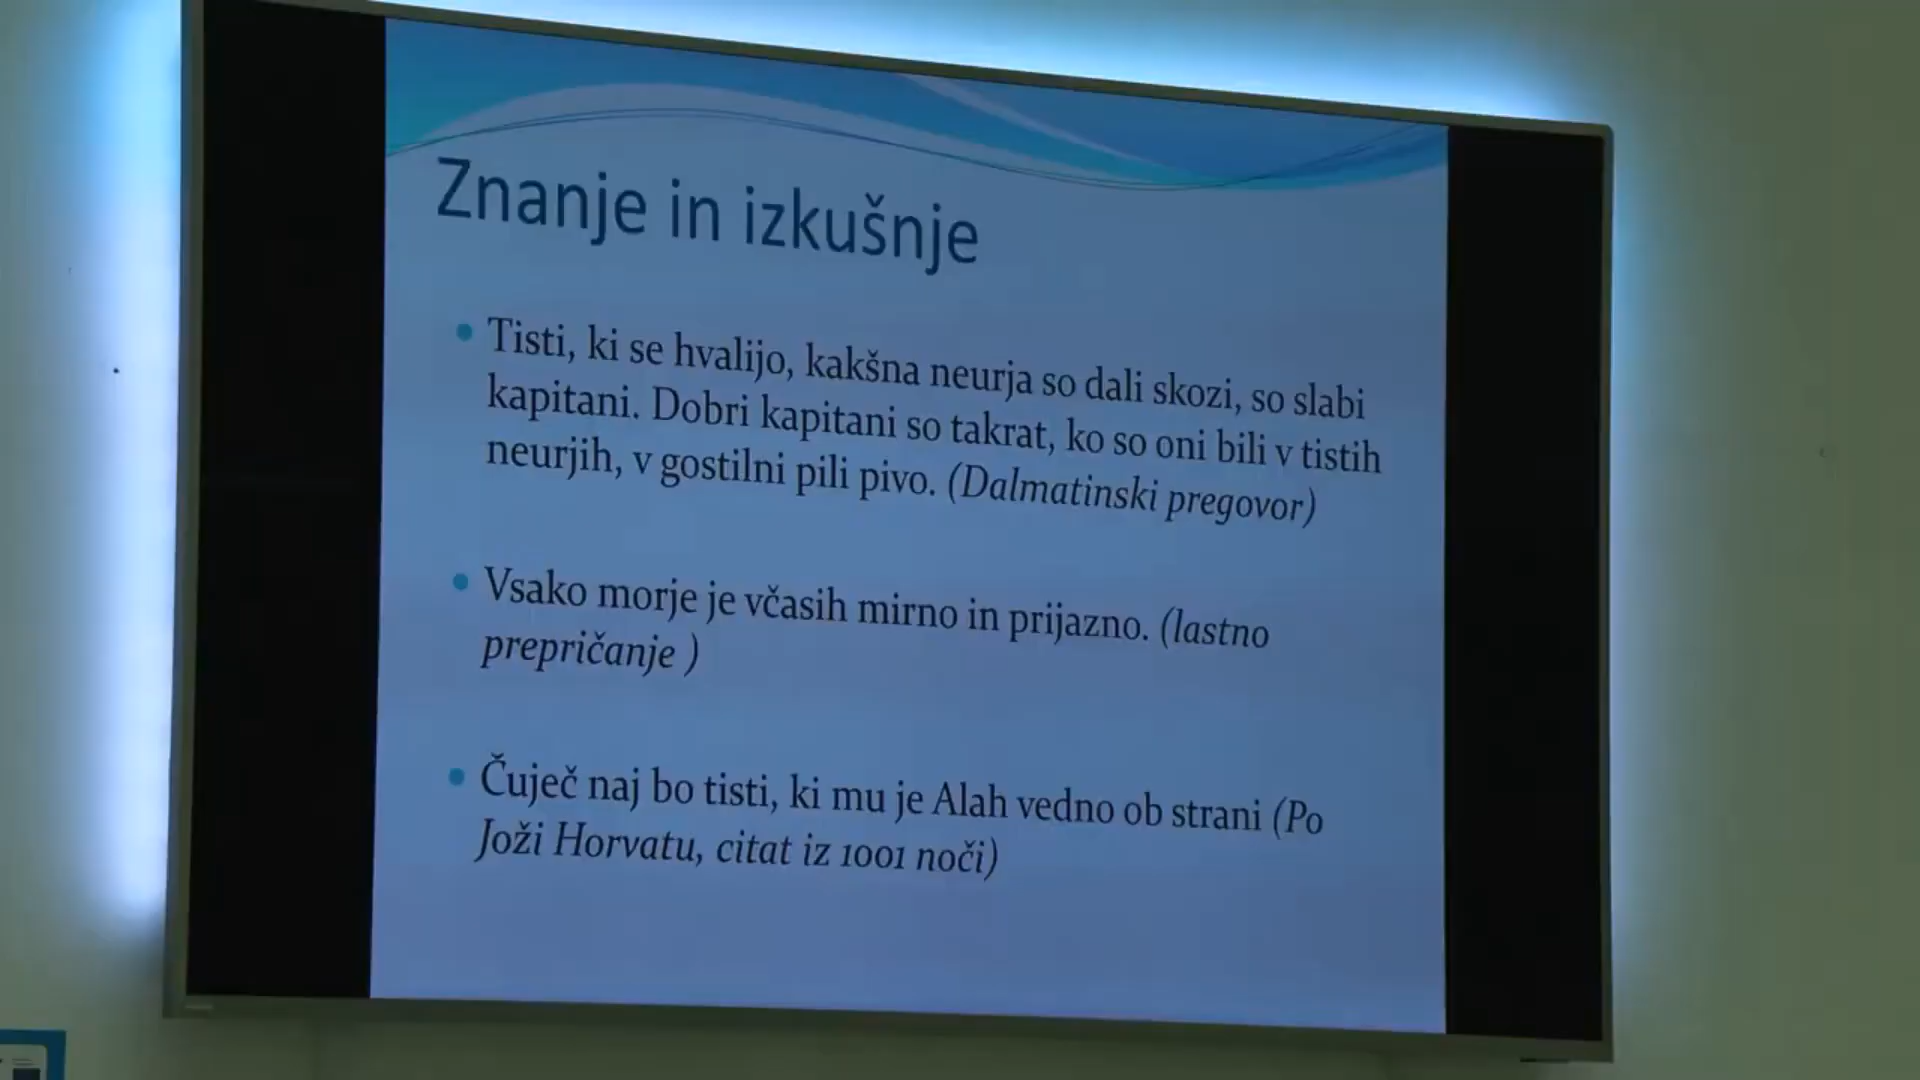 Znanje in izkušnje
Tisti, ki se hvalijo, kakšna neurja so dali skozi, so slabi
kapitani. Dobri kapitani so takrat, ko so oni bili v tistih
neurjih, v gostilni pili pivo. (Dalmatinski pregovor)
Vsako morje je včasih mirno in prijazno. (lastno
prepričanje )
Čuječ naj bo tisti, ki mu je Alah vedno ob strani (Po
Joži Horvatu, citat iz 1001 noči)